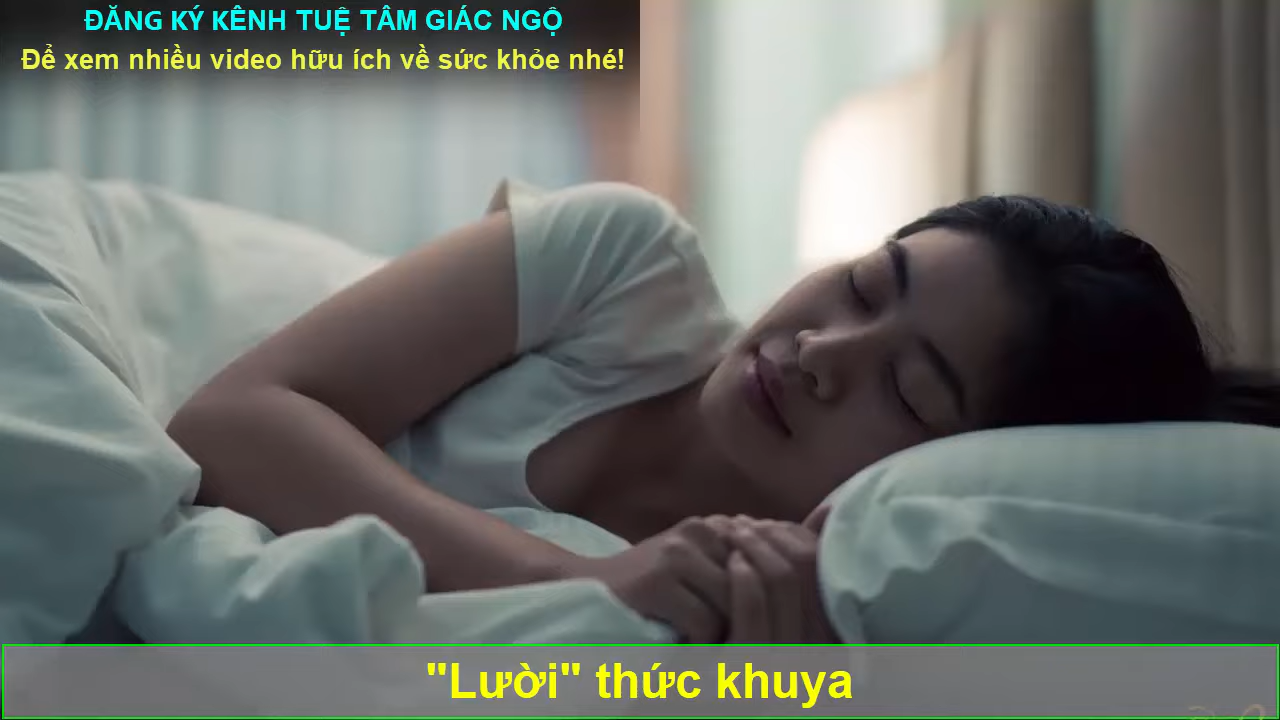 ĐĂNG KÝ KÊNH TUỆ TÂM GIÁC NGỘ
Để xem nhiều video hữu ích về sức khỏe nhé!
"Lười" thức khuya